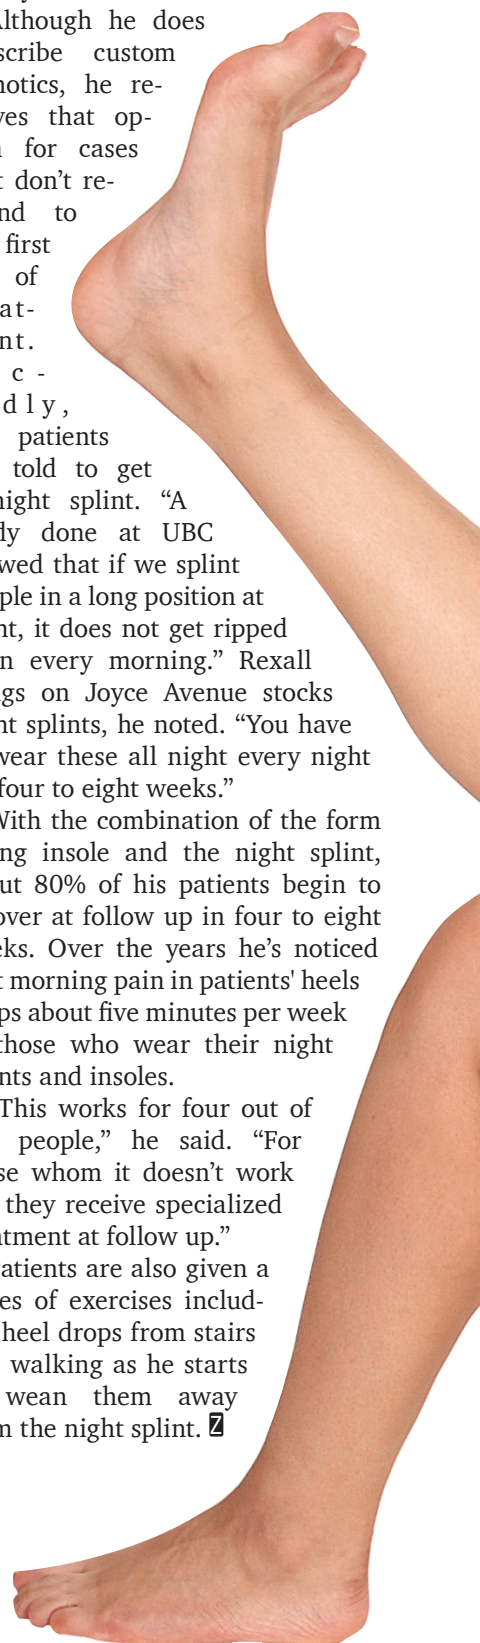 Although he does
scribe custom
hotics, he re-
ves that op-
for cases
t don’t re-
nd to
first
of
at-
nt.
c -
d l y ,
patients
told to get
night splint. “A
dy done at UBC
wed that if we splint
ple in a long position at
ht, it does not get ripped
n every morning.” Rexall
gs on Joyce Avenue stocks
ht splints, he noted. “You have
wear these all night every night
four to eight weeks.”
With the combination of the form
ng insole and the night splint,
ut 80% of his patients begin to
over at follow up in four to eight
eks. Over the years he’s noticed
t morning pain in patients' heels
ps about five minutes per week
those who wear their night
nts and insoles.
This works for four out of
people,” he said. “For
se whom it doesn’t work
they receive specialized
atment at follow up.”
atients are also given a
es of exercises includ-
heel drops from stairs
walking as he starts
wean them away
m the night splint. Z